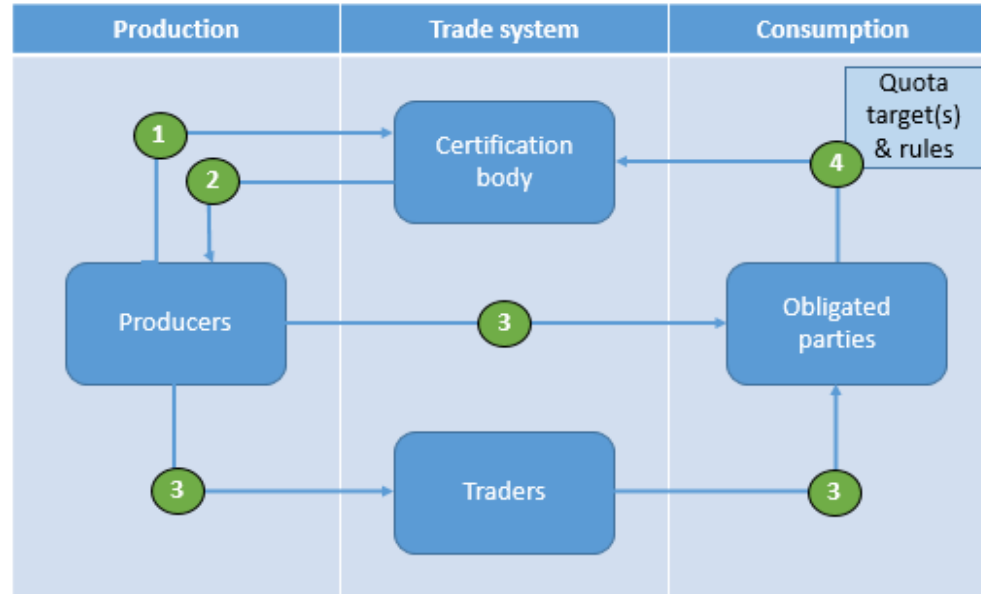 Production
Trade system
Consumption
Quota
target(s)
& rules
1
Certification
body
4
2
Producers
3
Obligated
parties
3
Traders
3